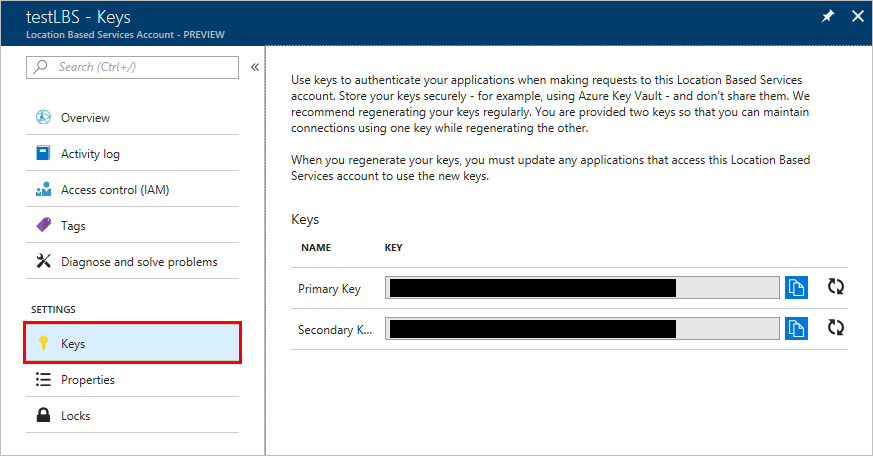 testLBS - Keys
Location Based Services Account - PREVIEW
Search (Ctrl+/)
Overview
Activity log
Access control (IAM)
Tags
Diagnose and solve problems
SETTINGS
Keys
Properties
Locks
Use keys to authenticate your applications when making requests to this Location Based Services
account. Store your keys securely - for example, using Azure Key Vault - and don't share them. We
recommend regenerating your keys regularly. You are provided two keys so that you can maintain
connections using one key while regenerating the other.
When you regenerate your keys, you must update any applications that access this Location Based
Services account to use the new keys.
Keys
NAME KEY
Primary Key
Secondary K...